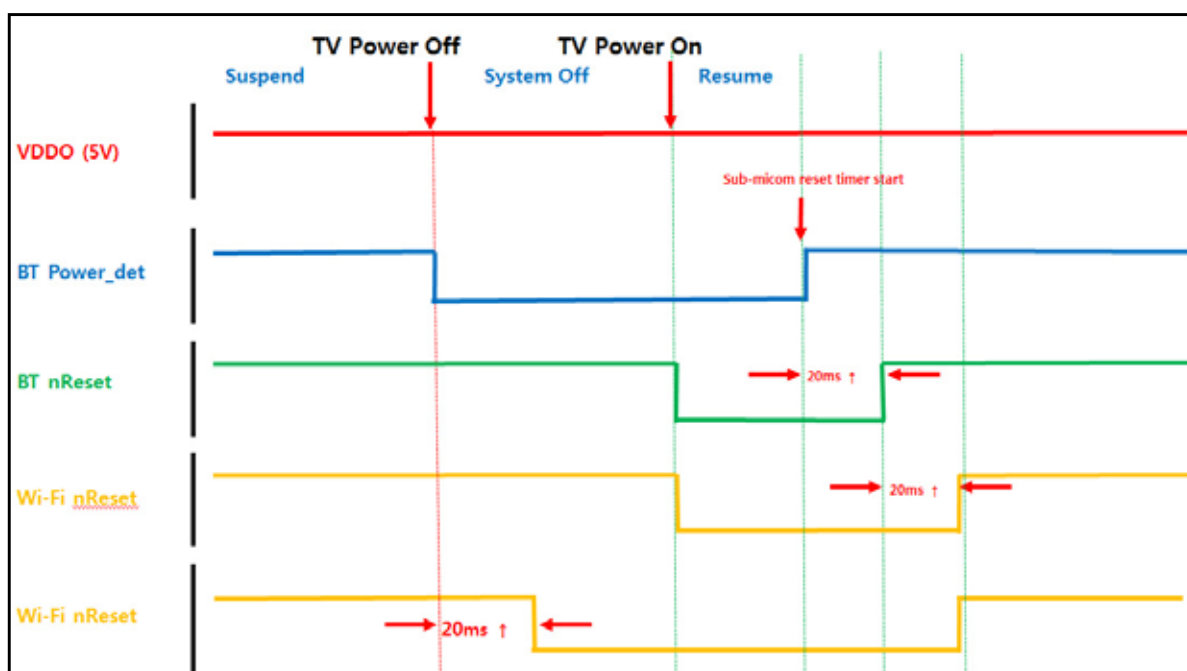 TV Power Off TV Power On
Suspend System Off Resume
VDDO (5V)
Sub-micom reset timer start
BT Power_det
BT nReset
20ms ↑
Wi-Fi nReset
20ms ↑
Wi-Fi nReset
20ms ↑